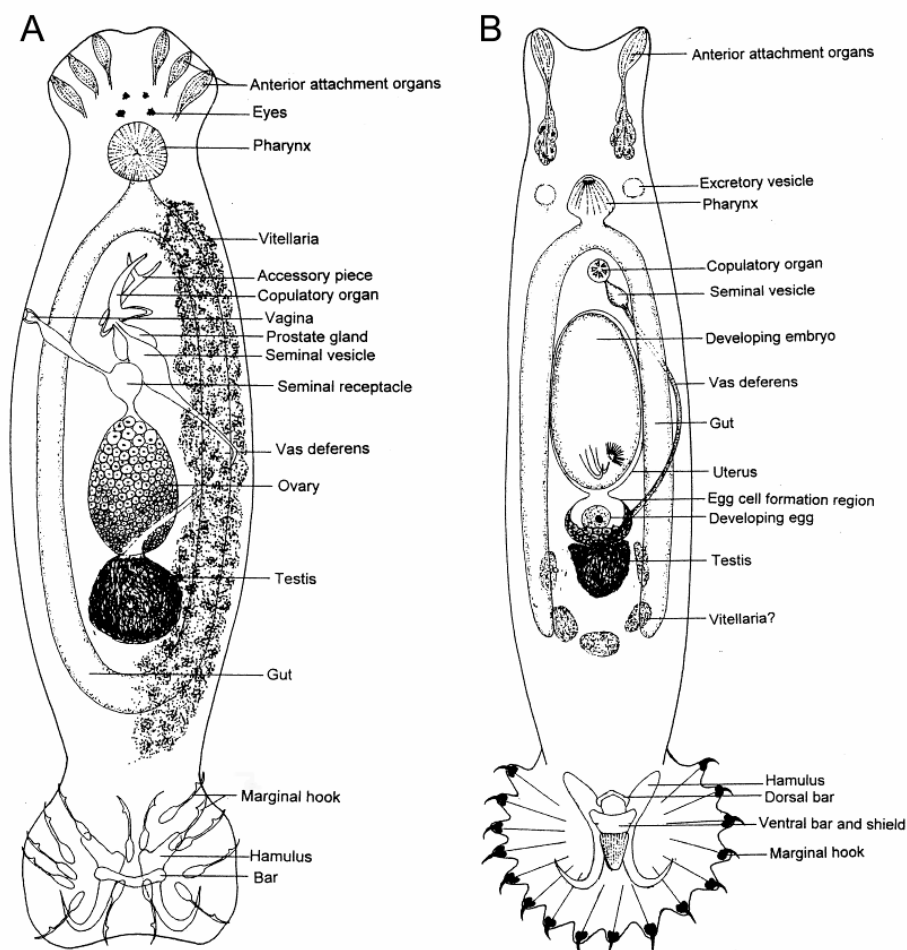 A
Anterior attachment organs
Eyes
Pharynx
Vitellaria
Accessory piece
Copulatory organ
Vagina
Prostate gland
Seminal vesicle
Seminal receptacle
Vas deferens
Ovary
Testis
Gut
Marginal hook
Hamulus
Bar
B
Anterior attachment organs
Excretory vesicle
Pharynx
Copulatory organ
Seminal vesicle
Developing embryo
Vas deferens
Gut
Uterus
Egg cell formation region
Developing egg
Testis
Vitellaria?
Hamulus
Dorsal bar
Ventral bar and shield
Marginal hook